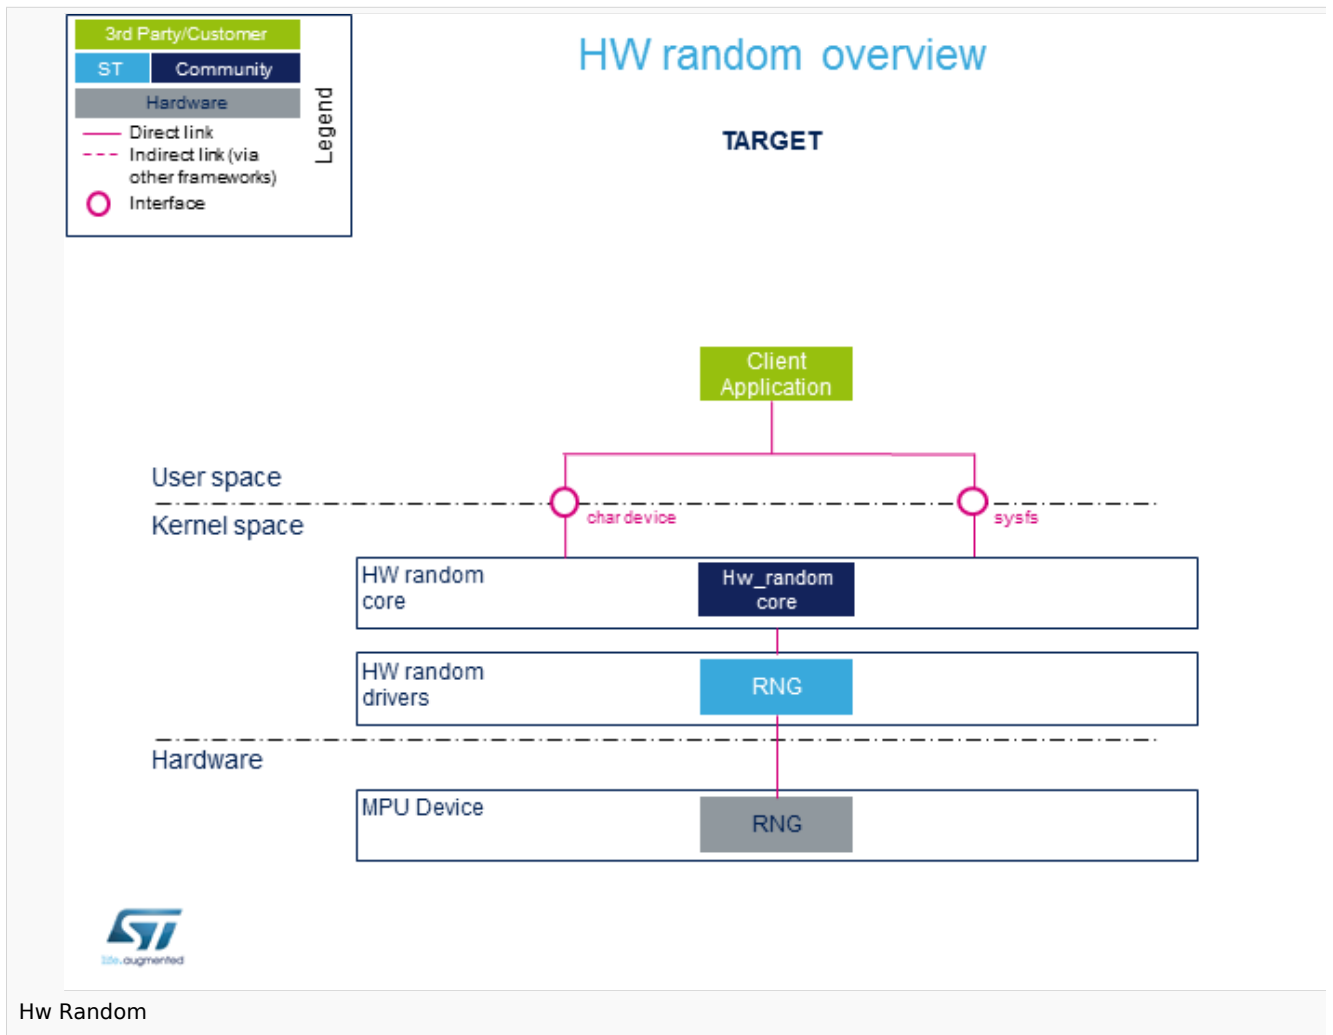 3rd Party/Customer
ST
Community
Hardware
Direct link
Indirect link (via
other frameworks)
Interface
Legend
HW random overview
TARGET
Client
Application
User space
char device
sysfs
Kernel space
HW random
core
Hw_random
core
HW random
drivers
RNG
Hardware
MPU Device
RNG
ST
life.augmented
Hw Random